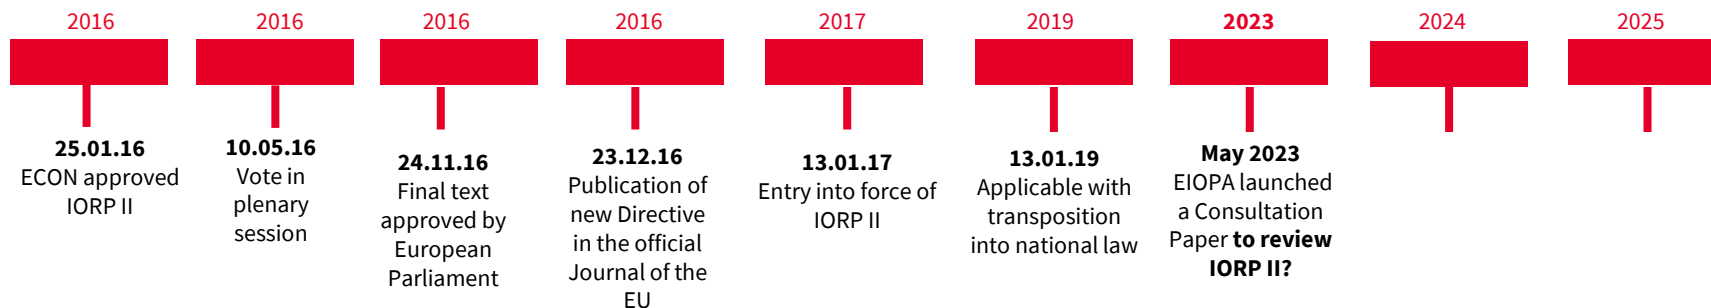 2016
2016
2016
2016
2017
2019
2023
2024
2025
25.01.16
ECON approved
IORP II
10.05.16
Vote in
plenary
session
24.11.16
Final text
approved by
European
Parliament
23.12.16
Publication of
new Directive
in the official
Journal of the
EU
13.01.17
Entry into force of
IORP II
13.01.19
Applicable with
transposition
into national law
May 2023
EIOPA launched
a Consultation
Paper to review
IORP II?